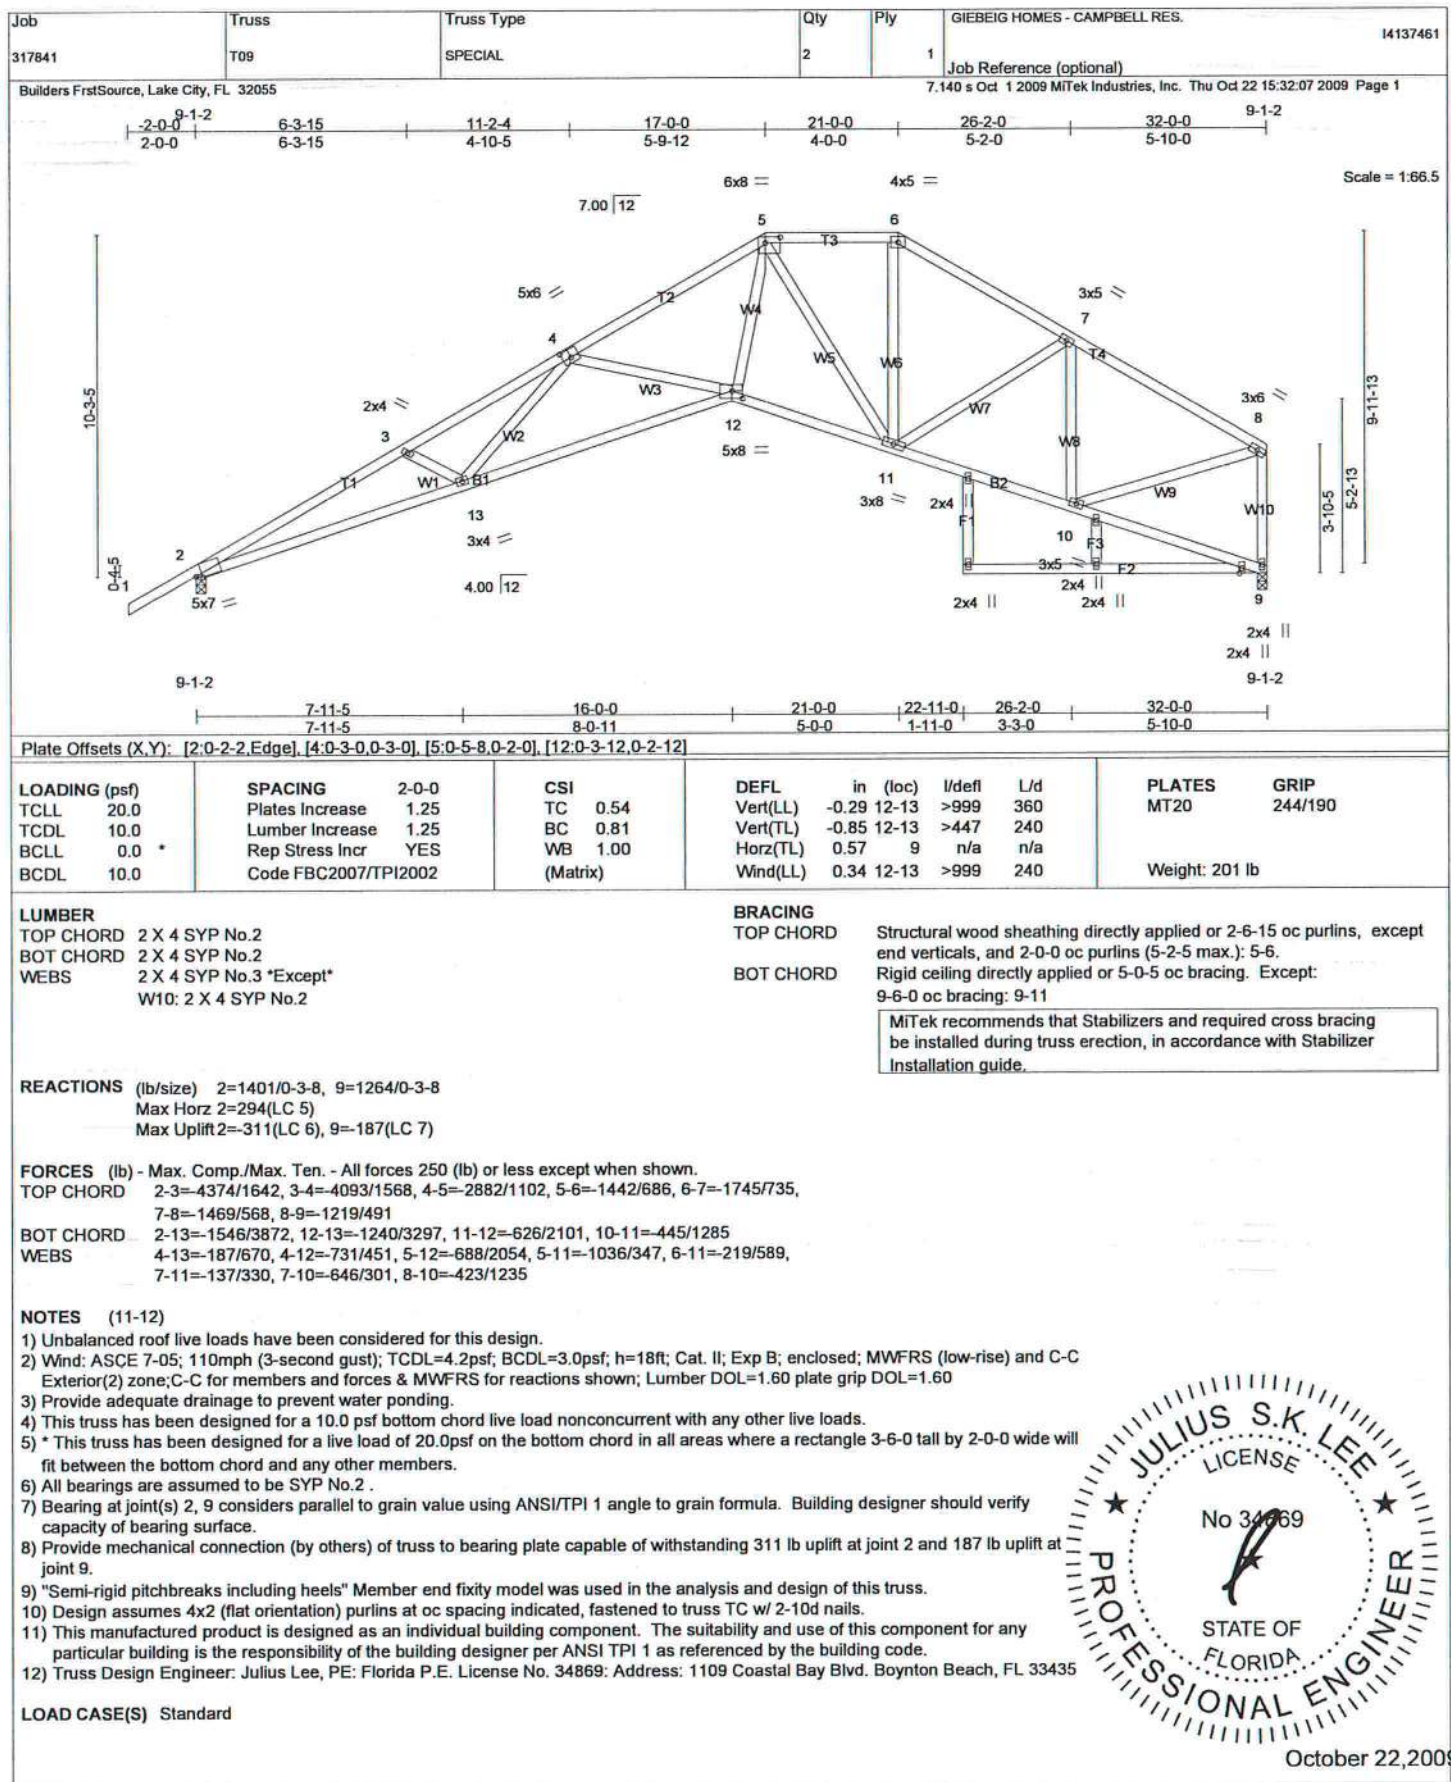 Job Truss Truss Type Qty Ply GIEBEIG HOMES - CAMPBELL RES.
I4137461
317841 T09 SPECIAL 2 1
Job Reference (optional)
Builders FrstSource, Lake City, FL 32055 7.140 s Oct 1 2009 MiTek Industries, Inc. Thu Oct 22 15:32:07 2009 Page 1
9-1-2 9-1-2
-2-0-0 6-3-15 11-2-4 17-0-0 21-0-0 26-2-0 32-0-0
2-0-0 6-3-15 4-10-5 5-9-12 4-0-0 5-2-0 5-10-0
Scale = 1:66.5
6x8 = 4x5 =
7.00 12
5 6
T3
5x6 T2 3x5
7
4 W4 T4
W5 W6
W3
10-3-5 9-11-13
2x4 3x6
8
3 12 W7
W2 5x8 = W8
T1 W1 B1 11 B2 W9
3x8 2x4 || W10
13 F1 3-10-5 5-2-13
3x4 10 F3
2 3x5 F2
0-4-5 1 4.00 12 2x4 ||
5x7 2x4 || 2x4 || 9
2x4 ||
2x4 ||
9-1-2 9-1-2
7-11-5 16-0-0 21-0-0 22-11-0 26-2-0 32-0-0
7-11-5 8-0-11 5-0-0 1-11-0 3-3-0 5-10-0
Plate Offsets (X,Y): [2:0-2-2,Edge], [4:0-3-0,0-3-0], [5:0-5-8,0-2-0], [12:0-3-12,0-2-12]
LOADING (psf) SPACING 2-0-0 CSI DEFL in (loc) l/defl L/d PLATES GRIP
TCLL 20.0 Plates Increase 1.25 TC 0.54 Vert(LL) -0.29 12-13 >999 360 MT20 244/190
TCDL 10.0 Lumber Increase 1.25 BC 0.81 Vert(TL) -0.85 12-13 >447 240
BCLL 0.0 * Rep Stress Incr YES WB 1.00 Horz(TL) 0.57 9 n/a n/a
BCDL 10.0 Code FBC2007/TPI2002 (Matrix) Wind(LL) 0.34 12-13 >999 240 Weight: 201 lb
LUMBER
TOP CHORD 2 X 4 SYP No.2
BOT CHORD 2 X 4 SYP No.2
WEBS 2 X 4 SYP No.3 *Except*
W10: 2 X 4 SYP No.2
BRACING
TOP CHORD Structural wood sheathing directly applied or 2-6-15 oc purlins, except
end verticals, and 2-0-0 oc purlins (5-2-5 max.): 5-6.
BOT CHORD Rigid ceiling directly applied or 5-0-5 oc bracing. Except:
9-6-0 oc bracing: 9-11
MiTek recommends that Stabilizers and required cross bracing
be installed during truss erection, in accordance with Stabilizer
Installation guide.
REACTIONS (lb/size) 2=1401/0-3-8, 9=1264/0-3-8
Max Horz 2=294(LC 5)
Max Uplift2=-311(LC 6), 9=-187(LC 7)
FORCES (lb) - Max. Comp./Max. Ten. - All forces 250 (lb) or less except when shown.
TOP CHORD 2-3=-4374/1642, 3-4=-4093/1568, 4-5=-2882/1102, 5-6=-1442/686, 6-7=-1745/735,
7-8=-1469/568, 8-9=-1219/491
BOT CHORD 2-13=-1546/3872, 12-13=-1240/3297, 11-12=-626/2101, 10-11=-445/1285
WEBS 4-13=-187/670, 4-12=-731/451, 5-12=-688/2054, 5-11=-1036/347, 6-11=-219/589,
7-11=-137/330, 7-10=-646/301, 8-10=-423/1235
NOTES (11-12)
1) Unbalanced roof live loads have been considered for this design.
2) Wind: ASCE 7-05; 110mph (3-second gust); TCDL=4.2psf; BCDL=3.0psf; h=18ft; Cat. II; Exp B; enclosed; MWFRS (low-rise) and C-C
Exterior(2) zone;C-C for members and forces & MWFRS for reactions shown; Lumber DOL=1.60 plate grip DOL=1.60
3) Provide adequate drainage to prevent water ponding.
4) This truss has been designed for a 10.0 psf bottom chord live load nonconcurrent with any other live loads.
5) * This truss has been designed for a live load of 20.0psf on the bottom chord in all areas where a rectangle 3-6-0 tall by 2-0-0 wide will
fit between the bottom chord and any other members.
6) All bearings are assumed to be SYP No.2 .
7) Bearing at joint(s) 2, 9 considers parallel to grain value using ANSI/TPI 1 angle to grain formula. Building designer should verify
capacity of bearing surface.
8) Provide mechanical connection (by others) of truss to bearing plate capable of withstanding 311 lb uplift at joint 2 and 187 lb uplift at
joint 9.
9) "Semi-rigid pitchbreaks including heels" Member end fixity model was used in the analysis and design of this truss.
10) Design assumes 4x2 (flat orientation) purlins at oc spacing indicated, fastened to truss TC w/ 2-10d nails.
11) This manufactured product is designed as an individual building component. The suitability and use of this component for any
particular building is the responsibility of the building designer per ANSI TPI 1 as referenced by the building code.
12) Truss Design Engineer: Julius Lee, PE: Florida P.E. License No. 34869: Address: 1109 Coastal Bay Blvd. Boynton Beach, FL 33435
LOAD CASE(S) Standard
JULIUS S.K. LEE
LICENSE
No 34869
STATE OF
FLORIDA
PROFESSIONAL ENGINEER
October 22,2009